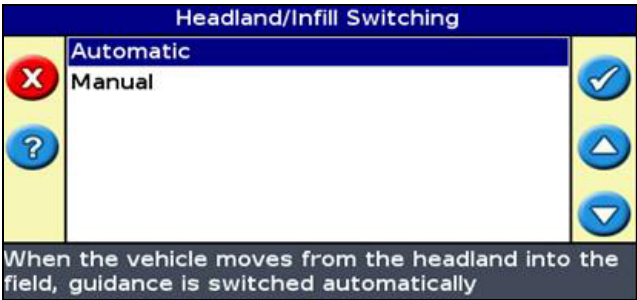 Headland/Infill Switching
Automatic
Manual
When the vehicle moves from the headland into the
field, guidance is switched automatically